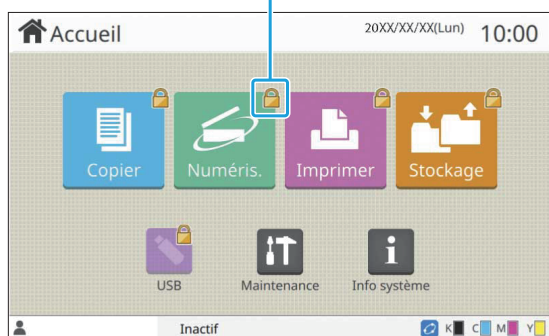 Accueil 20XX/XX/XX(Lun) 10:00
Copier Numéris. Imprimer Stockage
USB Maintenance Info système
Inactif K C M Y